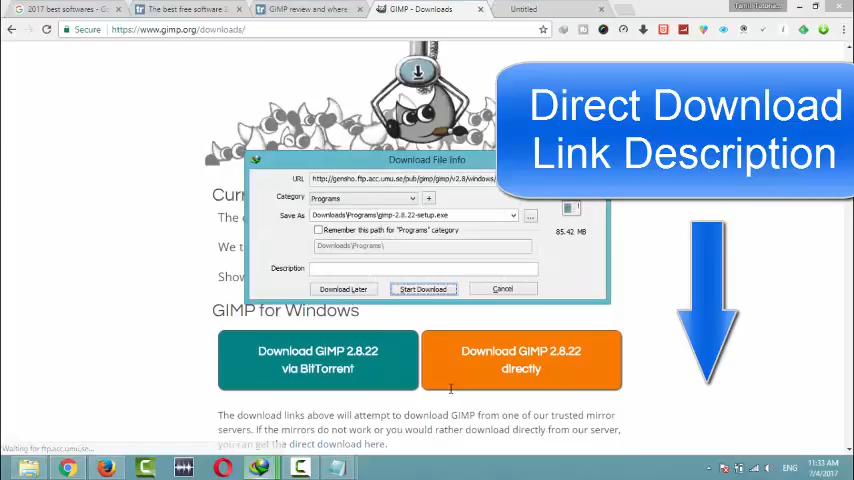 2017 best softwares - G
The best free software
GIMP review and where
GIMP - Downloads
Untitled
Secure
https://www.gimp.org/downloads/
Direct Download
Link Description
Download File Info
URL
http://gensho.ftp.acc.umu.se/pub/gimp/gimp/v2.8/windows/
Category
Programs
+
Save As
Downloads\Programs\gimp-2.8.22-setup.exe
...
85.42 MB
Remember this path for "Programs" category
Downloads\Programs\
Description
Download Later
Start Download
Cancel
Curr
The c
We t
Show
GIMP for Windows
Download GIMP 2.8.22
via BitTorrent
Download GIMP 2.8.22
directly
The download links above will attempt to download GIMP from one of our trusted mirror
servers. If the mirrors do not work or you would rather download directly from our server,
you can get the direct download here.
Waiting for ftp.acc.umu.se...
ENG
11:33 AM
7/4/2017